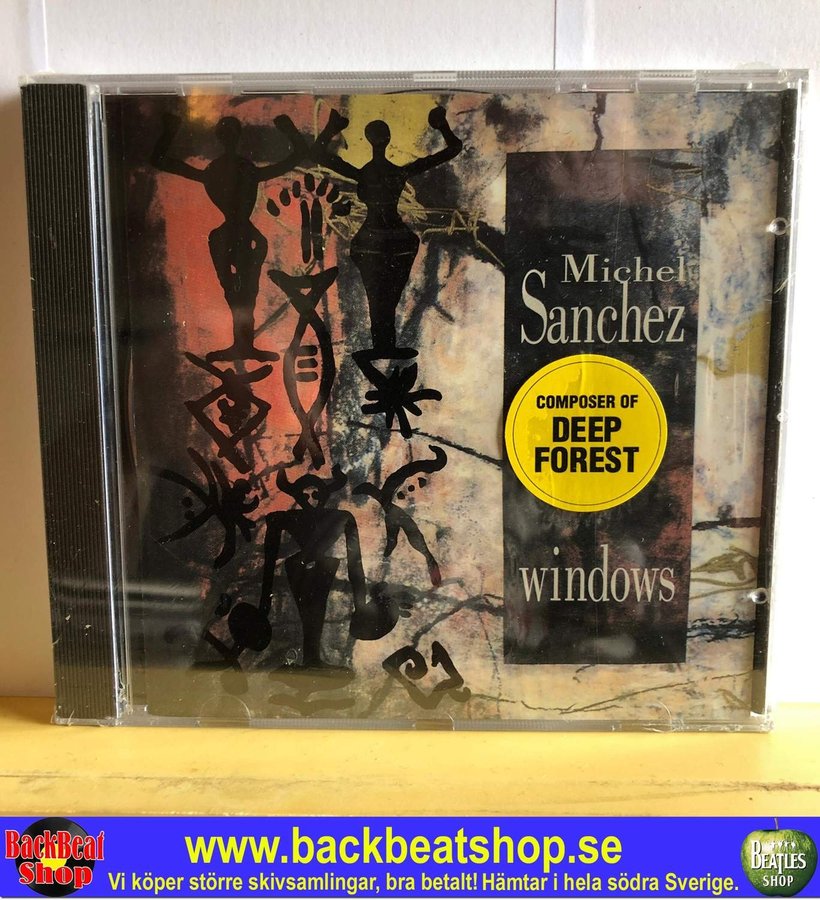 Michel
Sanchez
COMPOSER OF
DEEP
FOREST
windows
BackBeat
Shop
www.backbeatshop.se
Vi köper större skivsamlingar, bra betalt! Hämtar i hela södra Sverige.
BEATLES
SHOP